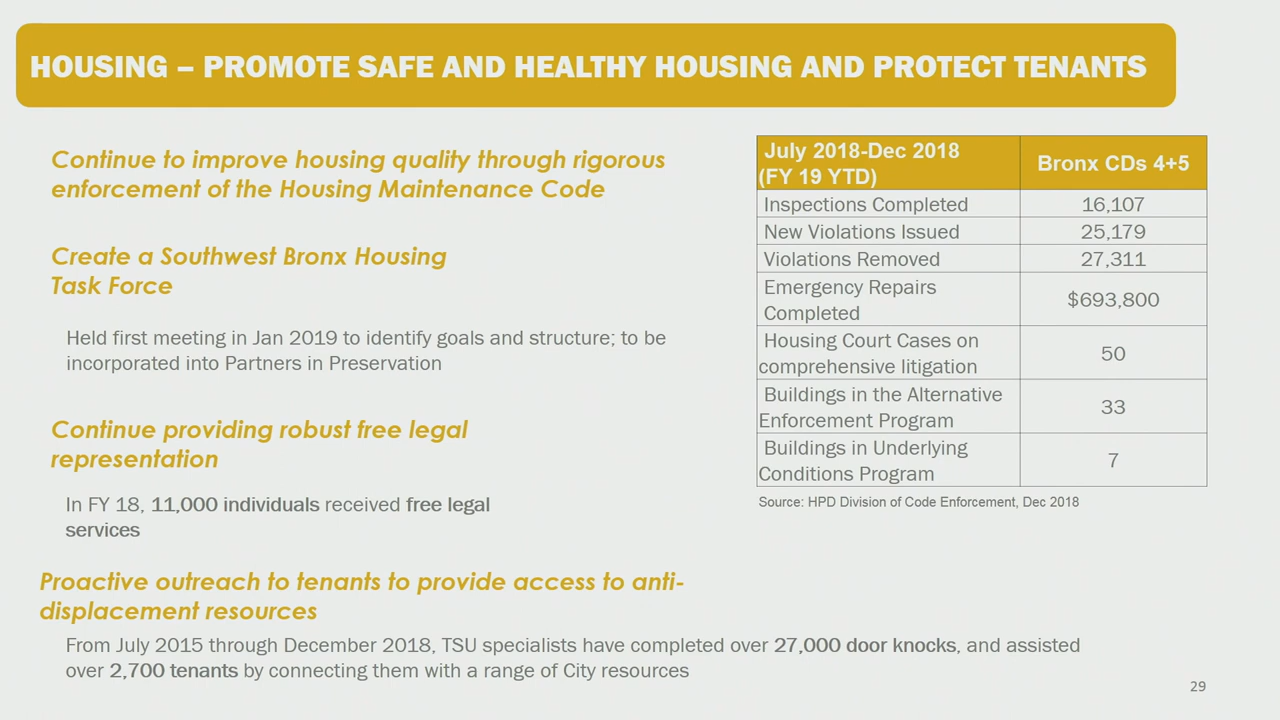 HOUSING – PROMOTE SAFE AND HEALTHY HOUSING AND PROTECT TENANTS
Continue to improve housing quality through rigorous
enforcement of the Housing Maintenance Code
Create a Southwest Bronx Housing
Task Force
Held first meeting in Jan 2019 to identify goals and structure; to be
incorporated into Partners in Preservation
Continue providing robust free legal
representation
In FY 18, 11,000 individuals received free legal
services
Proactive outreach to tenants to provide access to anti-
displacement resources
From July 2015 through December 2018, TSU specialists have completed over 27,000 door knocks, and assisted
over 2,700 tenants by connecting them with a range of City resources
July 2018-Dec 2018
(FY 19 YTD)
Bronx CDs 4+5
Inspections Completed
16,107
New Violations Issued
25,179
Violations Removed
27,311
Emergency Repairs
Completed
$693,800
Housing Court Cases on
comprehensive litigation
50
Buildings in the Alternative
Enforcement Program
33
Buildings in Underlying
Conditions Program
7
Source: HPD Division of Code Enforcement, Dec 2018
29